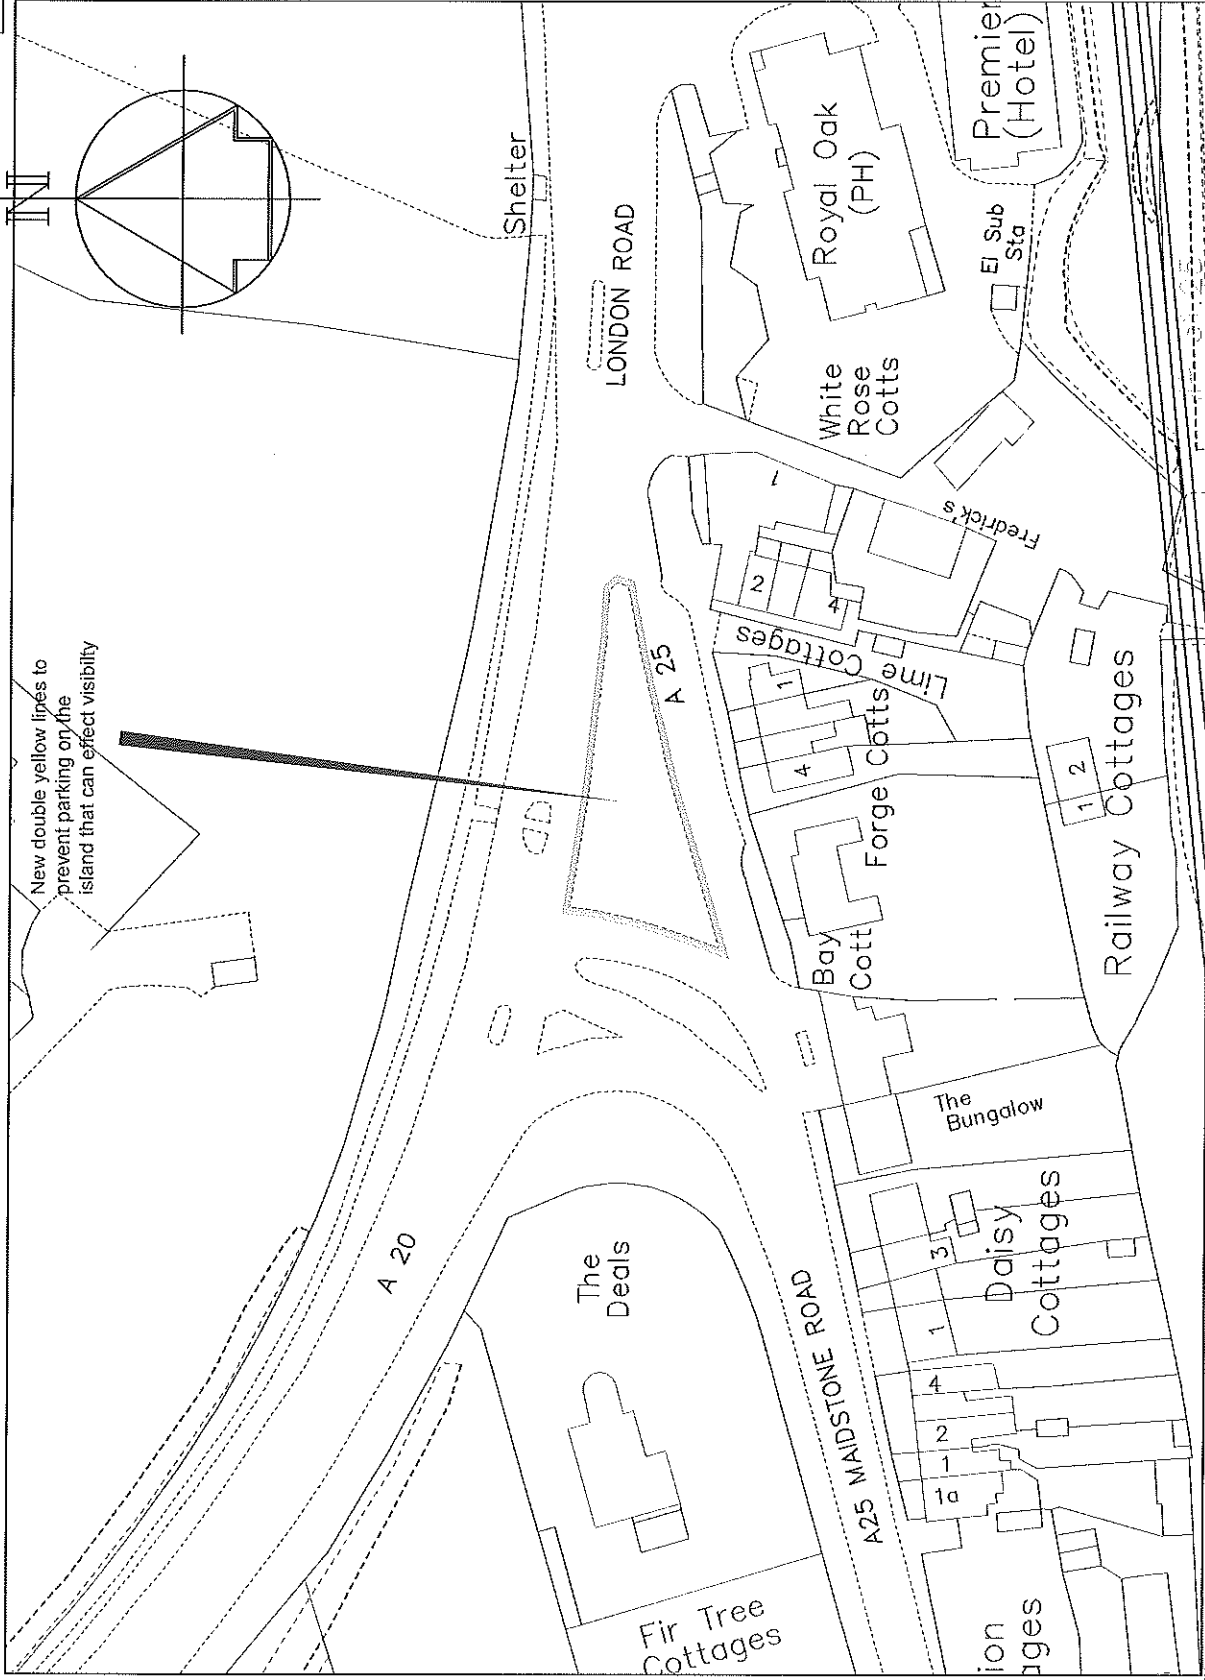 New double yellow lines to
prevent parking on the
island that can effect visibilty
N
Shelter
LONDON ROAD
Royal Oak
(PH)
Premier
(Hotel)
El Sub
Sta
White
Rose
Cotts
1
Fredrick's
2
4
Lime Cottages
A 25
1
4
Forge Cotts
Bay
Cott
Railway Cottages
1
2
The
Bungalow
A 20
The
Deals
A25 MAIDSTONE ROAD
Daisy
Cottages
3
1
4
2
1
1a
Fir Tree
Cottages
ion
ages